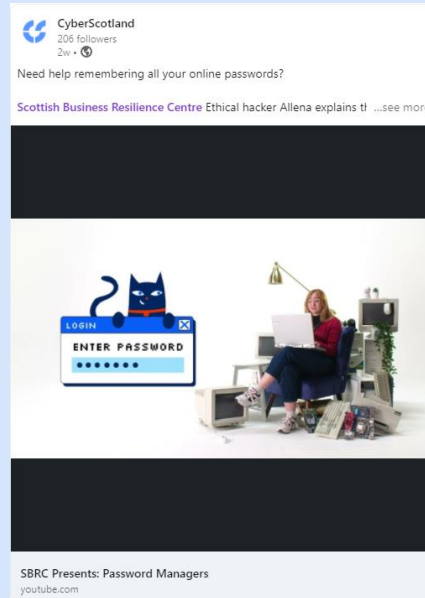 CyberScotland
206 followers
2w •
Need help remembering all your online passwords?
Scottish Business Resilience Centre Ethical hacker Allena explains ...see more
LOGIN
ENTER PASSWORD
SBRC Presents: Password Managers
youtube.com